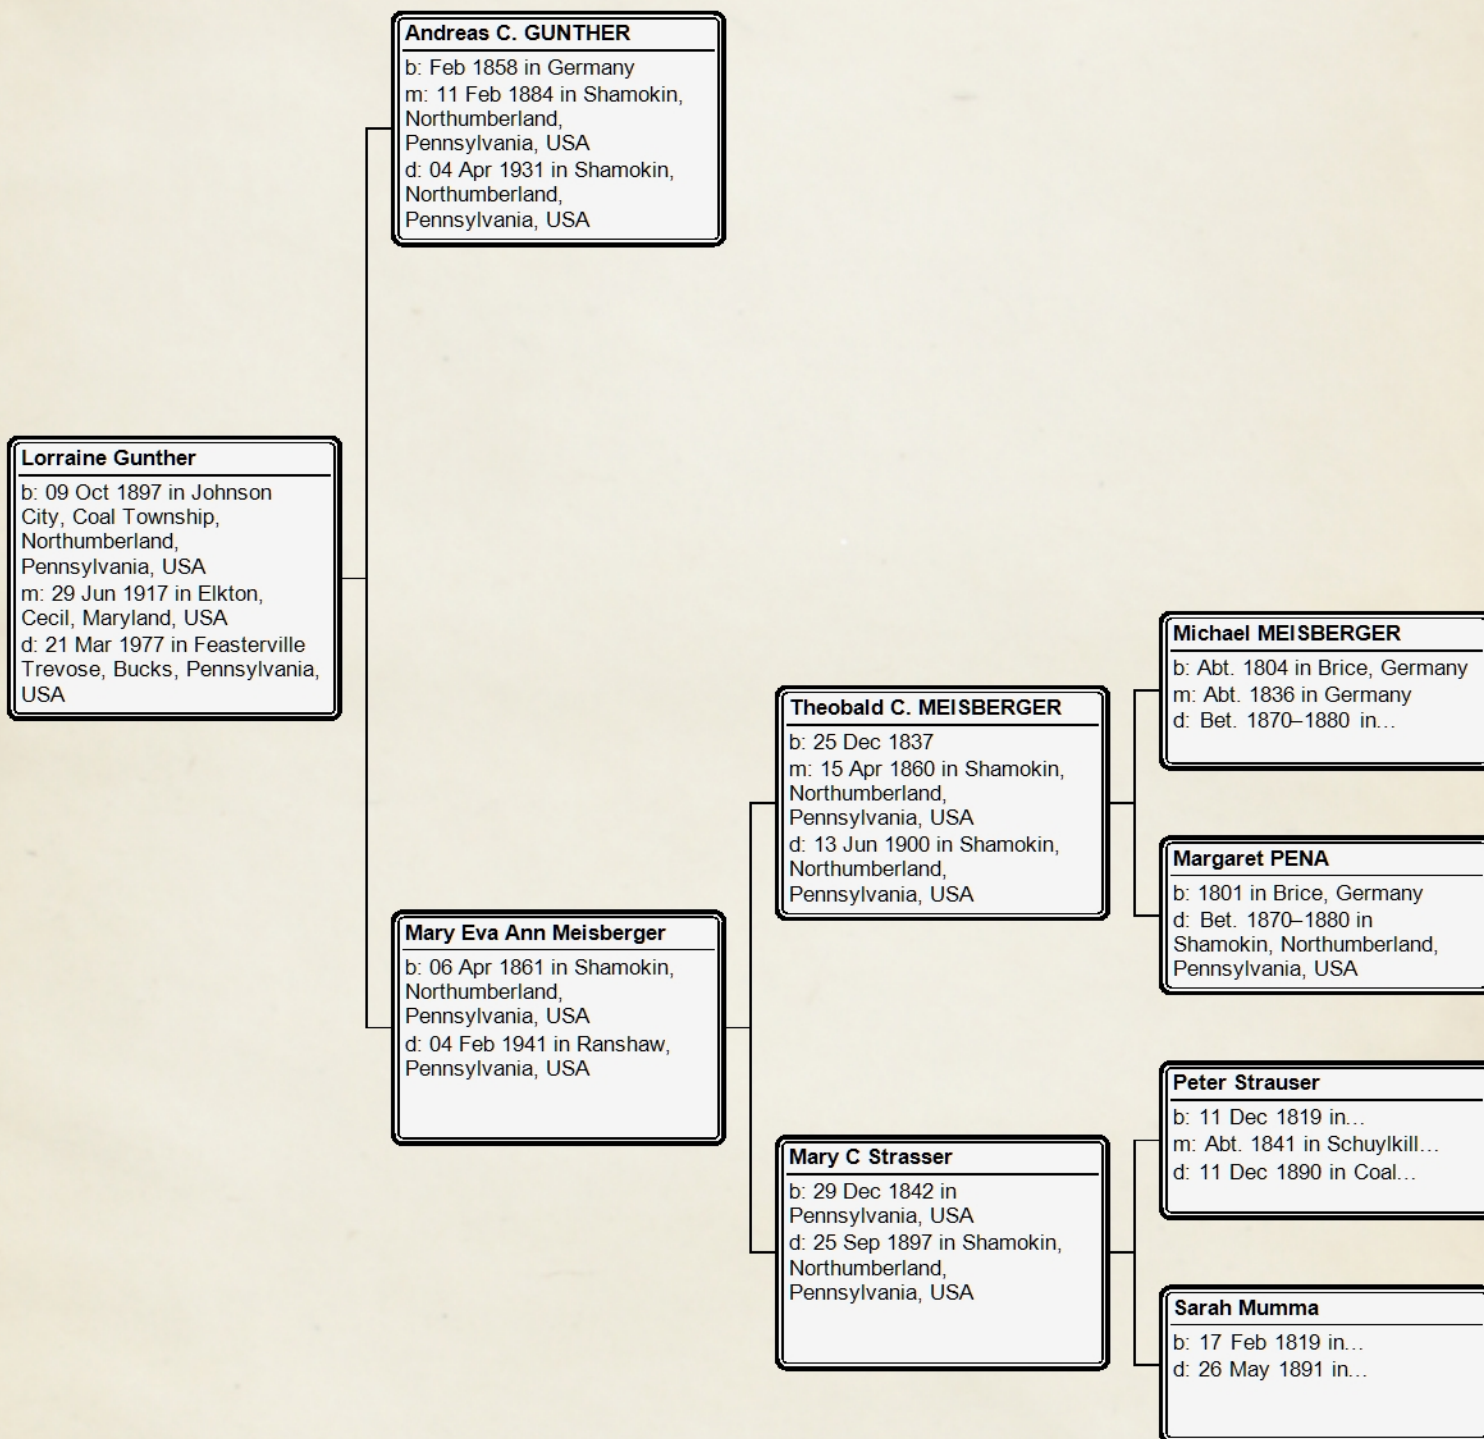 Andreas C. GUNTHER
b: Feb 1858 in Germany
m: 11 Feb 1884 in Shamokin,
Northumberland,
Pennsylvania, USA
d: 04 Apr 1931 in Shamokin,
Northumberland,
Pennsylvania, USA
Lorraine Gunther
b: 09 Oct 1897 in Johnson
City, Coal Township,
Northumberland,
Pennsylvania, USA
m: 29 Jun 1917 in Elkton,
Cecil, Maryland, USA
d: 21 Mar 1977 in Feasterville
Trevose, Bucks, Pennsylvania,
USA
Michael MEISBERGER
b: Abt. 1804 in Brice, Germany
m: Abt. 1836 in Germany
d: Bet. 1870–1880 in…
Theobald C. MEISBERGER
b: 25 Dec 1837
m: 15 Apr 1860 in Shamokin,
Northumberland,
Pennsylvania, USA
d: 13 Jun 1900 in Shamokin,
Northumberland,
Pennsylvania, USA
Margaret PENA
b: 1801 in Brice, Germany
d: Bet. 1870–1880 in
Shamokin, Northumberland,
Pennsylvania, USA
Mary Eva Ann Meisberger
b: 06 Apr 1861 in Shamokin,
Northumberland,
Pennsylvania, USA
d: 04 Feb 1941 in Ranshaw,
Pennsylvania, USA
Peter Strauser
b: 11 Dec 1819 in…
m: Abt. 1841 in Schuylkill…
d: 11 Dec 1890 in Coal…
Mary C Strasser
b: 29 Dec 1842 in
Pennsylvania, USA
d: 25 Sep 1897 in Shamokin,
Northumberland,
Pennsylvania, USA
Sarah Mumma
b: 17 Feb 1819 in…
d: 26 May 1891 in…